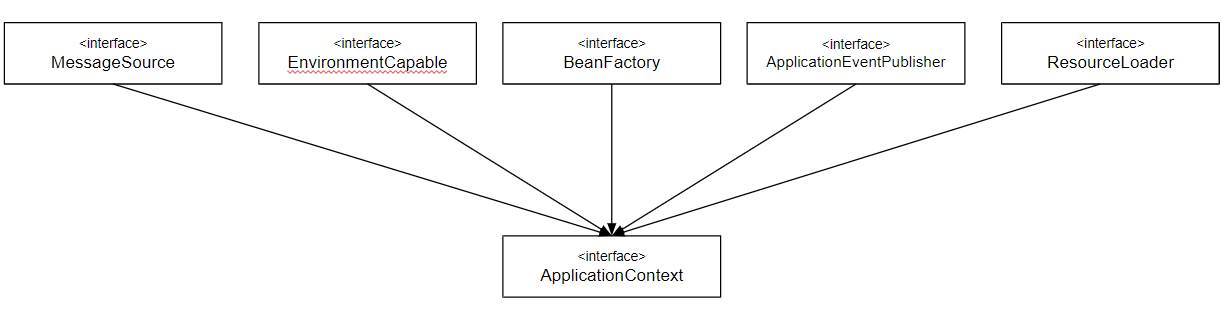 <interface>
MessageSource
<interface>
EnvironmentCapable
<interface>
BeanFactory
<interface>
ApplicationEventPublisher
<interface>
ResourceLoader
<interface>
ApplicationContext